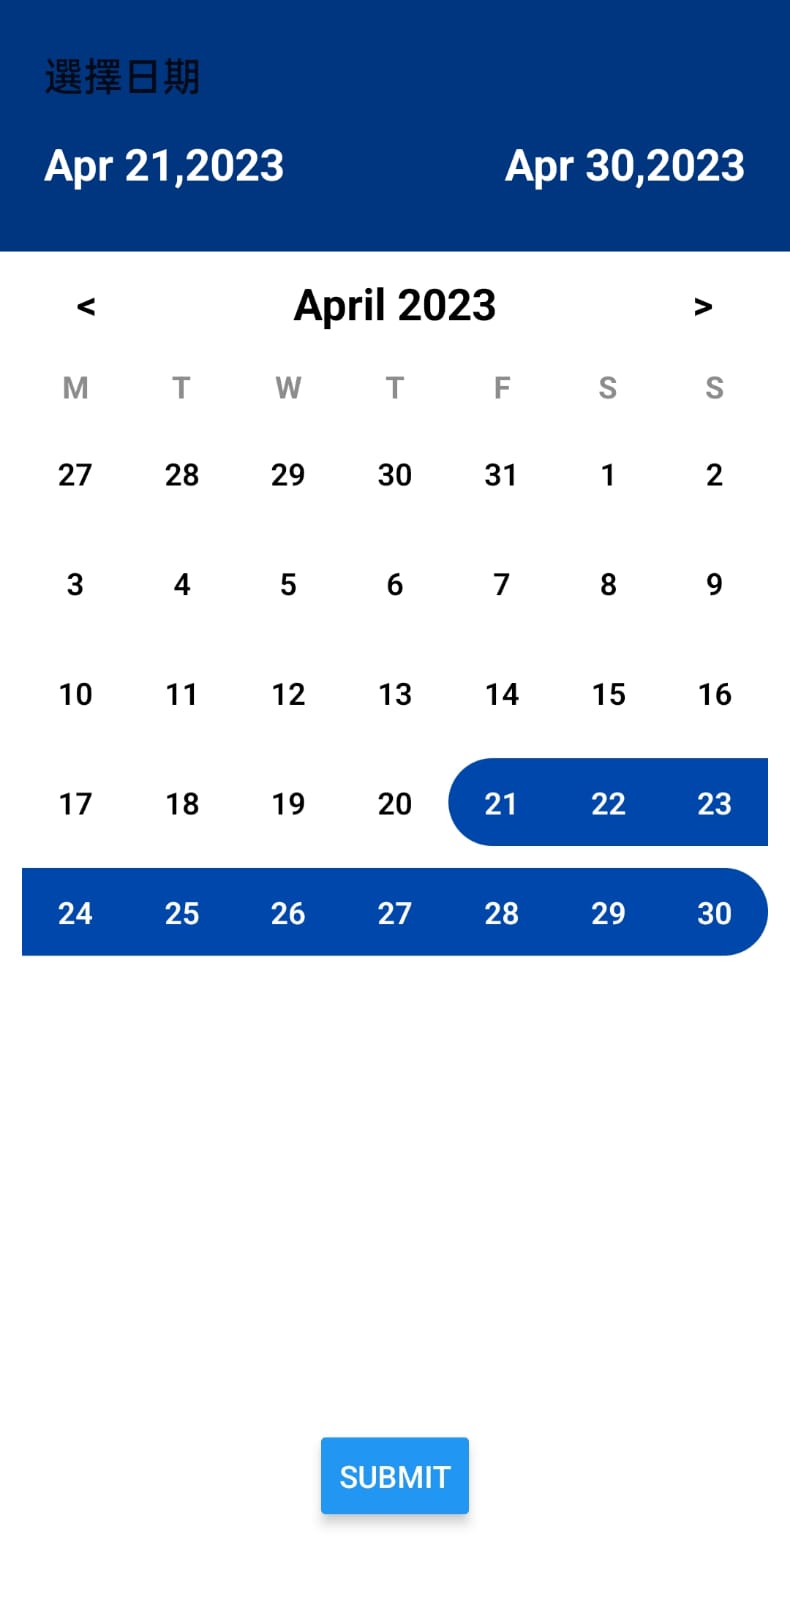 選擇日期
Apr 21,2023 Apr 30,2023
< April 2023 >
M T W T F S S
27 28 29 30 31 1 2
3 4 5 6 7 8 9
10 11 12 13 14 15 16
17 18 19 20 21 22 23
24 25 26 27 28 29 30
SUBMIT